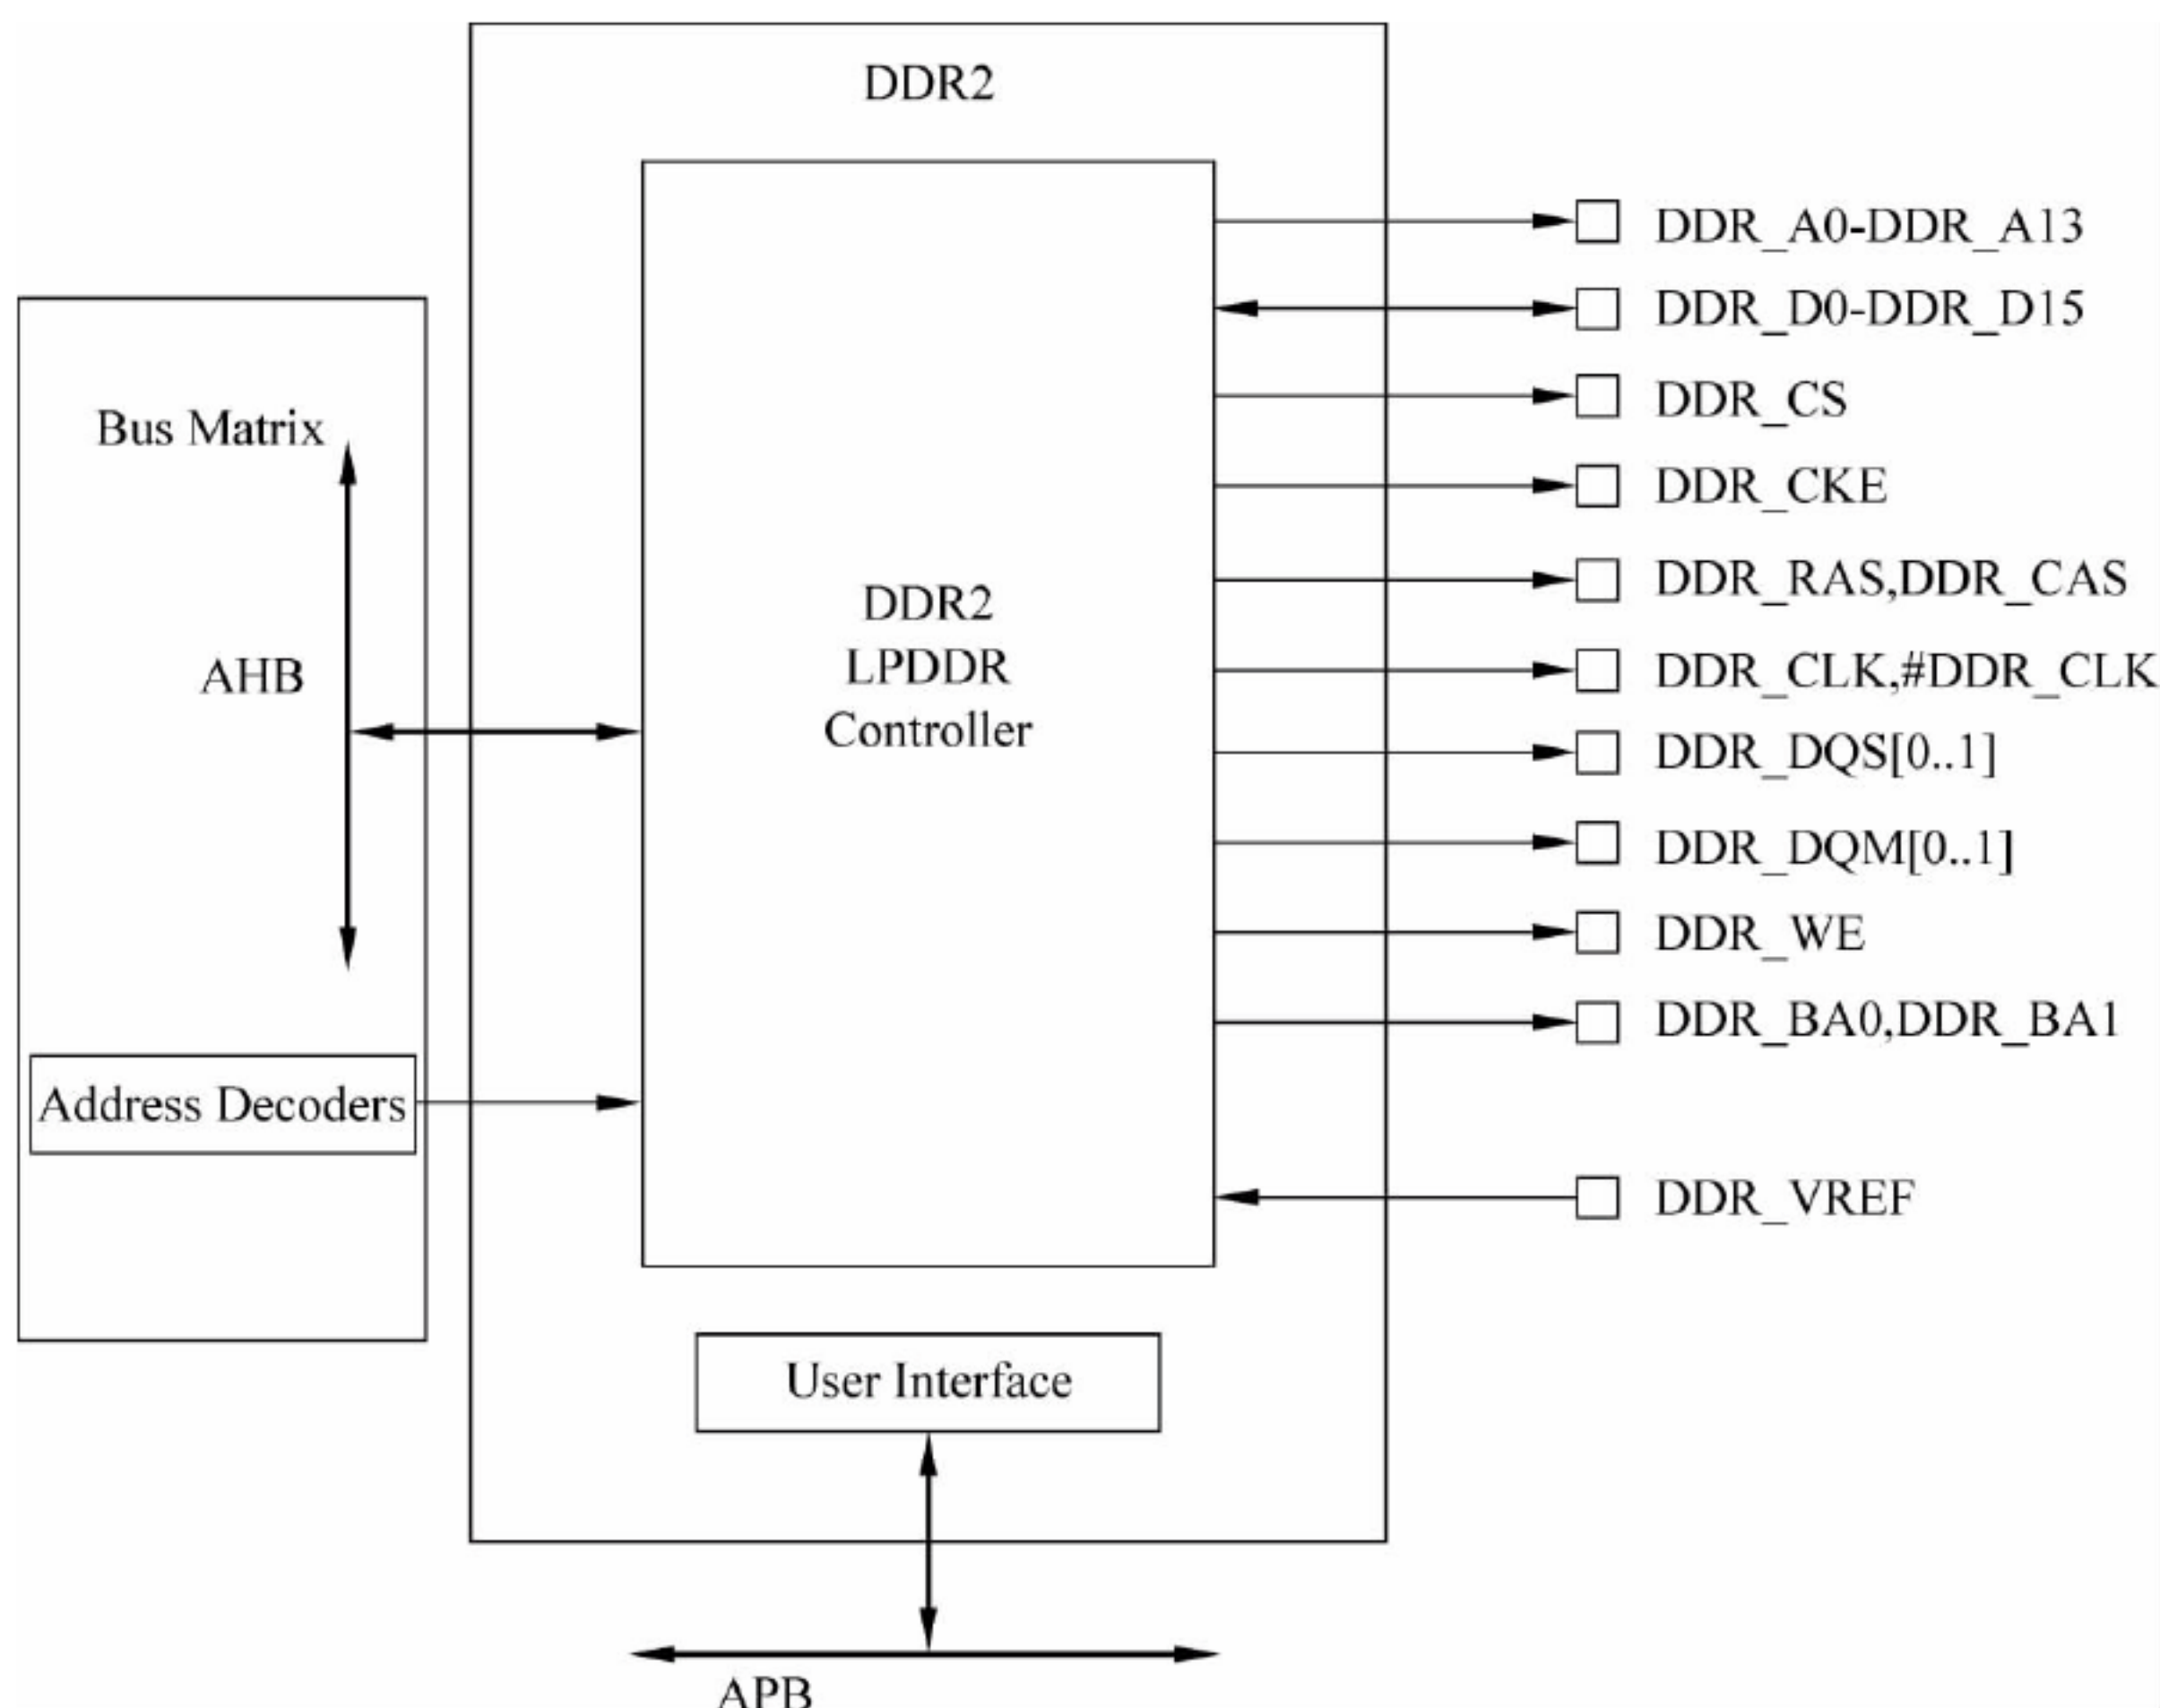 DDR2
Bus Matrix
AHB
Address Decoders
DDR2
LPDDR
Controller
User Interface
APB
DDR_A0-DDR_A13
DDR_D0-DDR_D15
DDR_CS
DDR_CKE
DDR_RAS,DDR_CAS
DDR_CLK,#DDR_CLK
DDR_DQS[0..1]
DDR_DQM[0..1]
DDR_WE
DDR_BA0,DDR_BA1
DDR_VREF